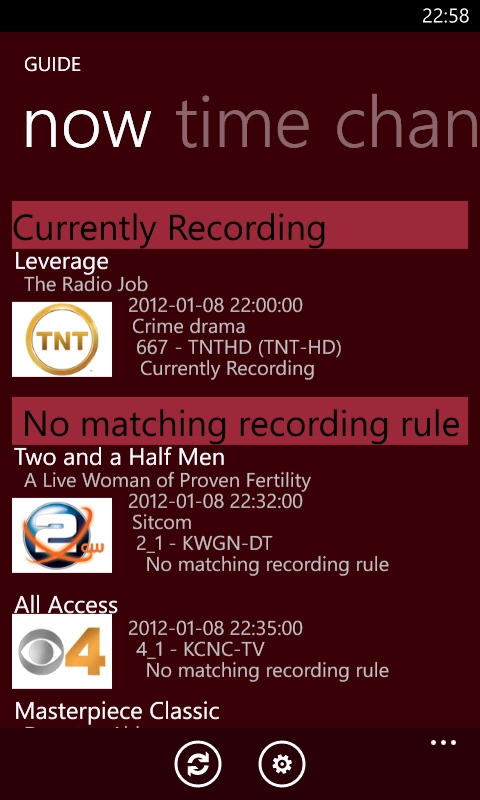 22:58
GUIDE
now time chan
Currently Recording
Leverage
The Radio Job
TNT
2012-01-08 22:00:00
Crime drama
667 - TNTHD (TNT-HD)
Currently Recording
No matching recording rule
Two and a Half Men
A Live Woman of Proven Fertility
2 cw
2012-01-08 22:32:00
Sitcom
2_1 - KWGN-DT
No matching recording rule
All Access
4
2012-01-08 22:35:00
4_1 - KCNC-TV
No matching recording rule
Masterpiece Classic